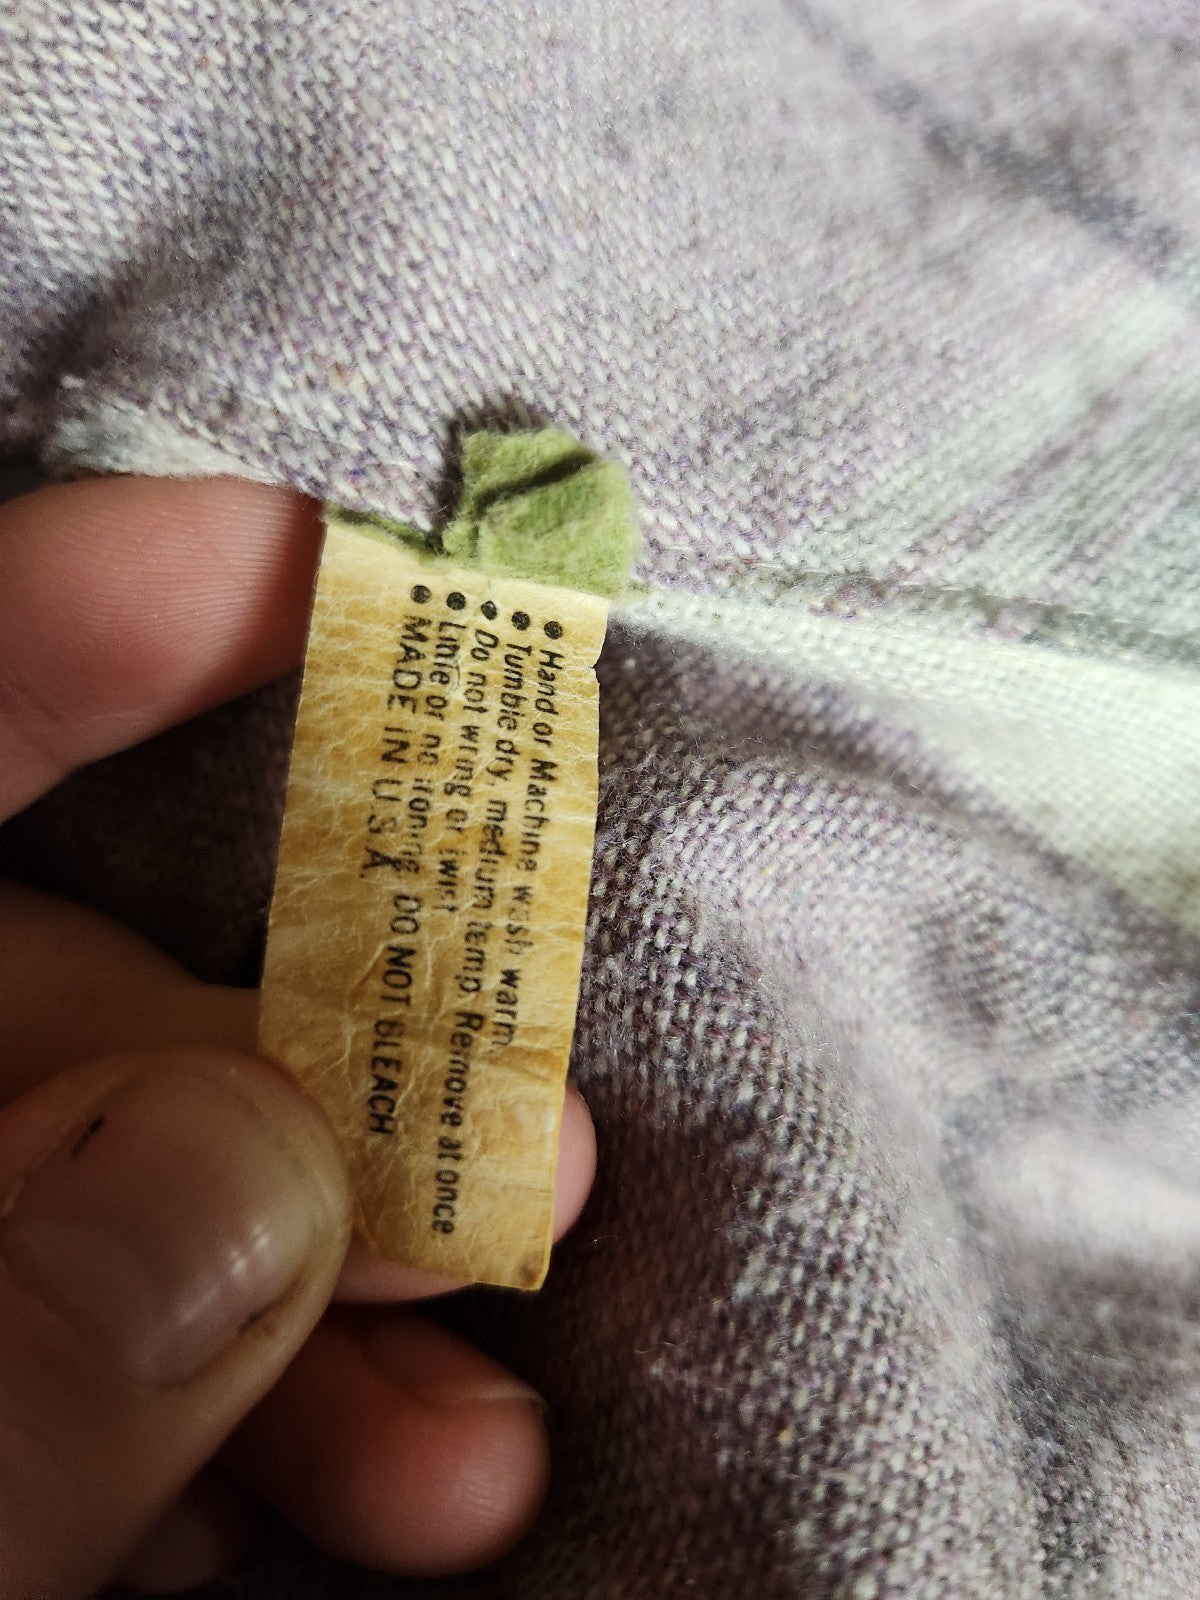 ● Hand or Machine wash warm
● Tumble dry, medium temp. Remove at once
● Do not wring or twist
● Little or no ironing DO NOT BLEACH
● MADE IN U.S.A.